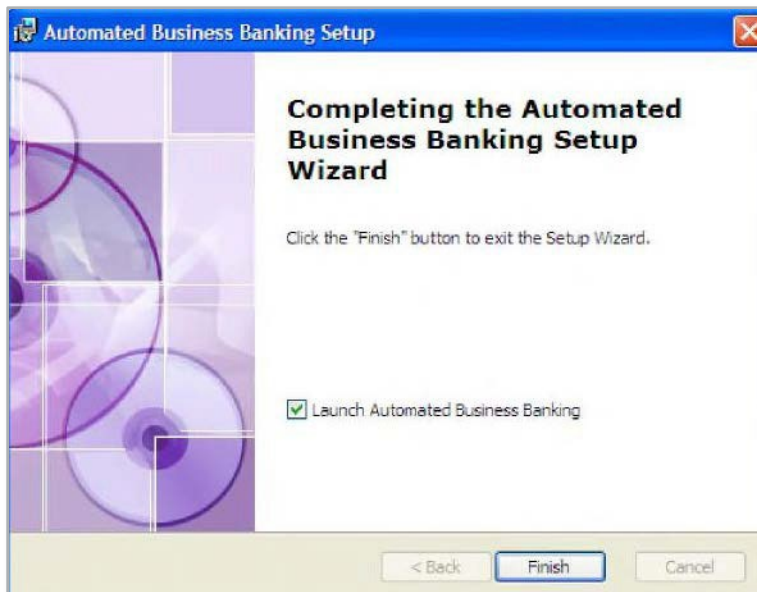 Automated Business Banking Setup
Completing the Automated
Business Banking Setup
Wizard
Click the "Finish" button to exit the Setup Wizard.
Launch Automated Business Banking
< Back Finish Cancel